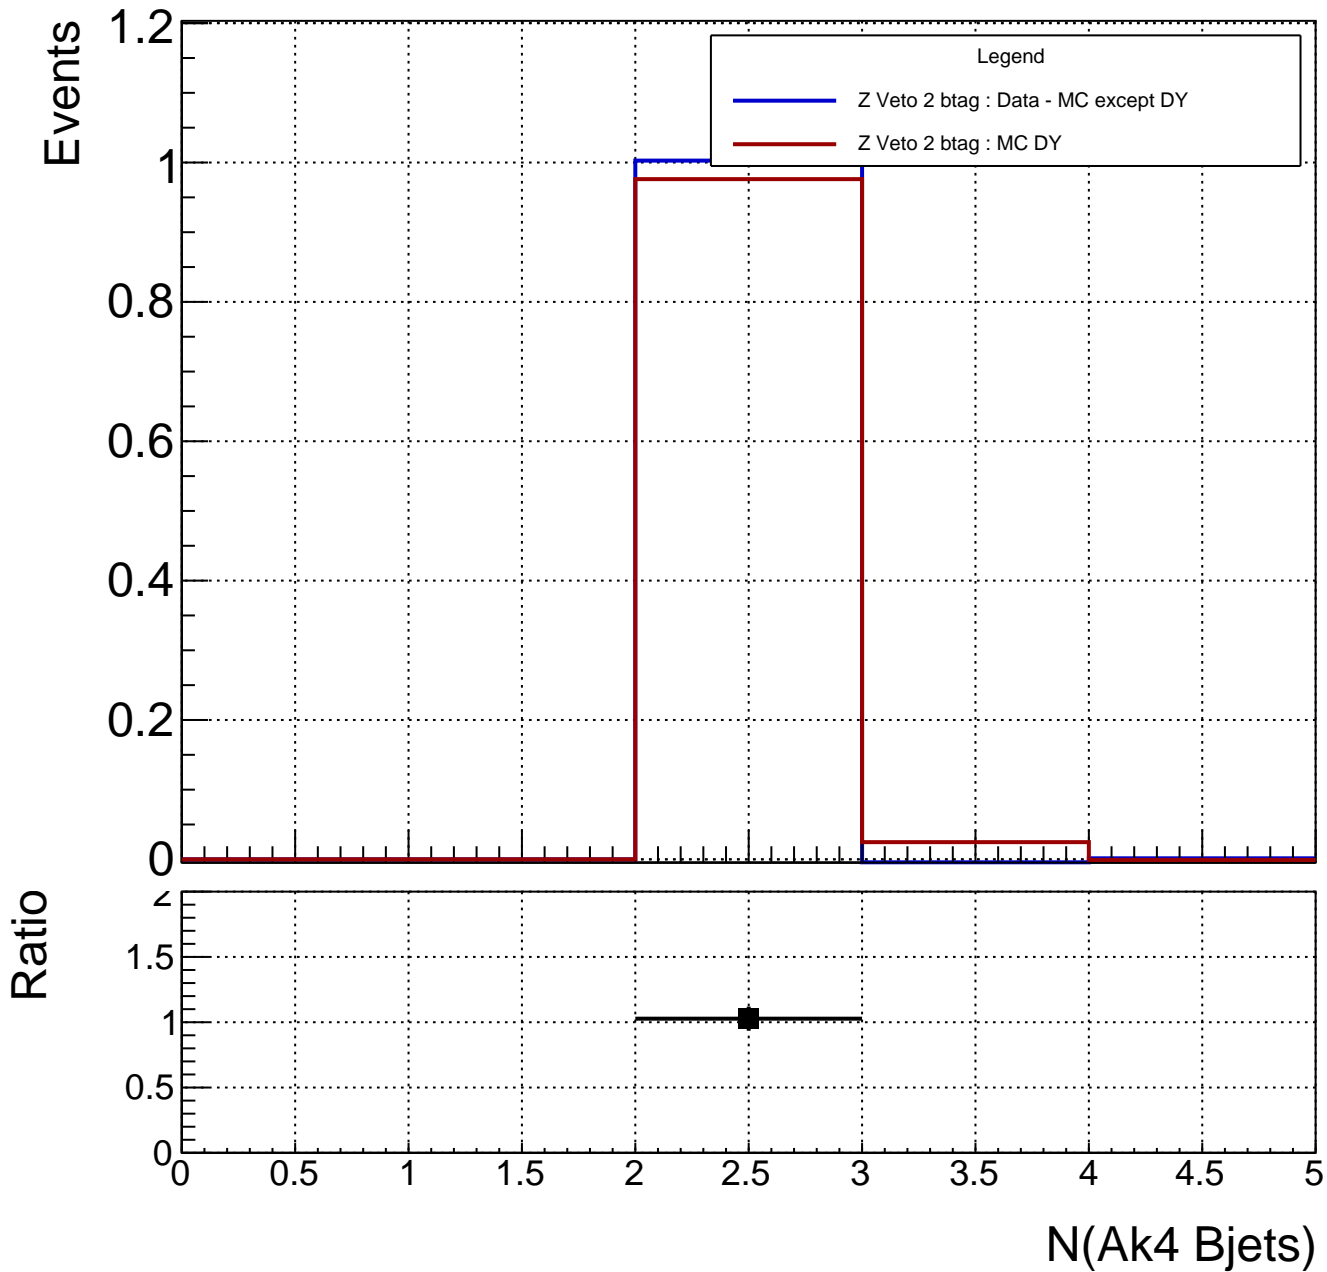 Events
1.2
1
0.8
0.6
0.4
0.2
0
Legend
Z Veto 2 btag : Data - MC except DY
Z Veto 2 btag : MC DY
Ratio
2
1.5
1
0.5
0
0 0.5 1 1.5 2 2.5 3 3.5 4 4.5 5
N(Ak4 Bjets)